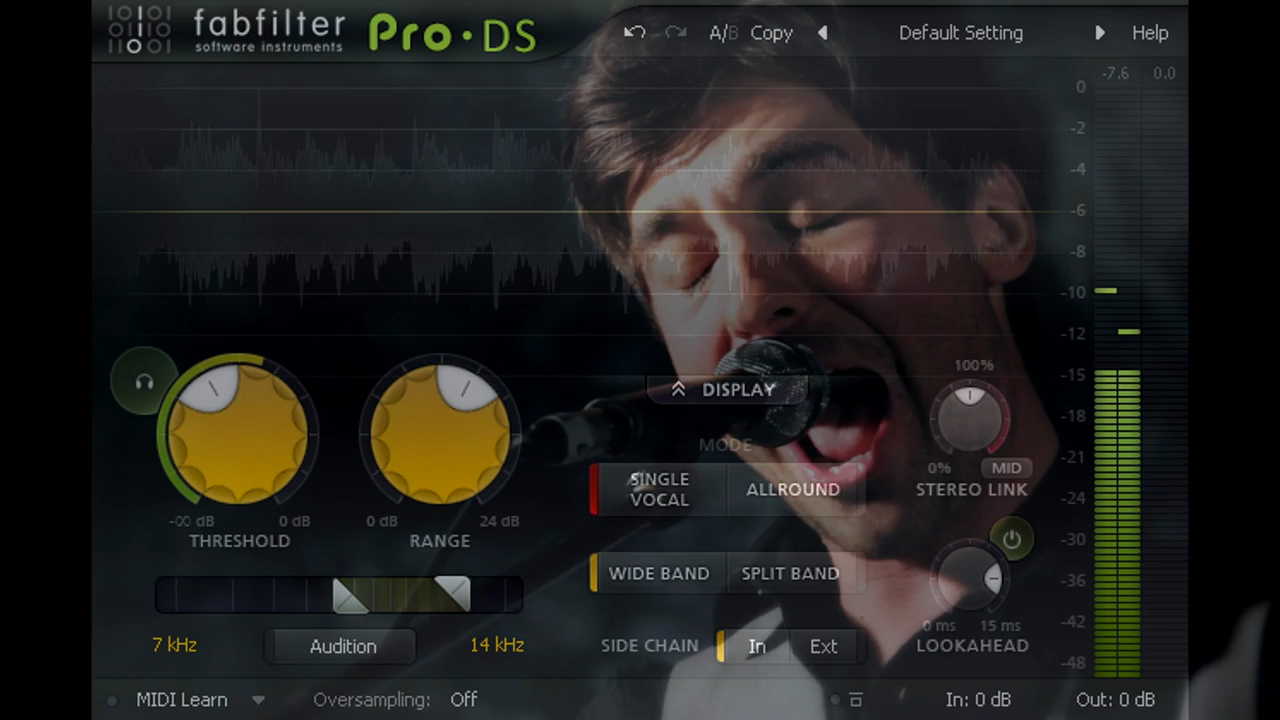 fabfilter
software instruments
Pro·DS
A/B Copy
Default Setting
Help
-7.6 0.0
0
-2
-4
-6
-8
-10
-12
-15
-18
-21
-24
-30
-36
-42
-48
DISPLAY
MODE
SINGLE
VOCAL
ALLROUND
100%
0% MID
STEREO LINK
-∞ dB 0 dB
THRESHOLD
0 dB 24 dB
RANGE
WIDE BAND SPLIT BAND
0 ms 15 ms
LOOKAHEAD
7 kHz Audition 14 kHz
SIDE CHAIN In Ext
MIDI Learn Oversampling: Off
In: 0 dB Out: 0 dB